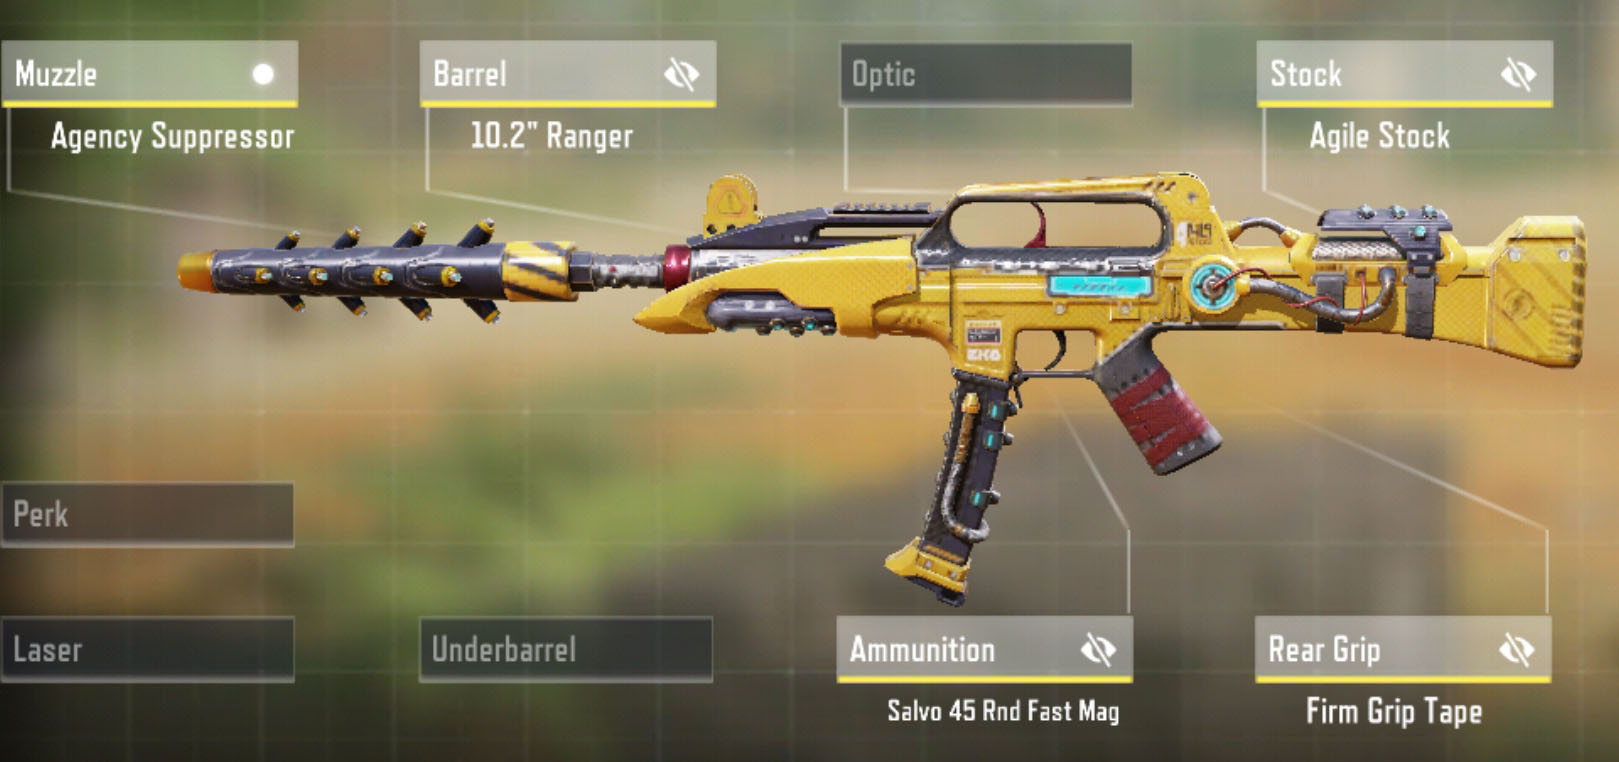 Muzzle
Barrel
Optic
Stock
Agency Suppressor
10.2" Ranger
Agile Stock
EKO
Perk
Laser
Underbarrel
Ammunition
Rear Grip
Salvo 45 Rnd Fast Mag
Firm Grip Tape